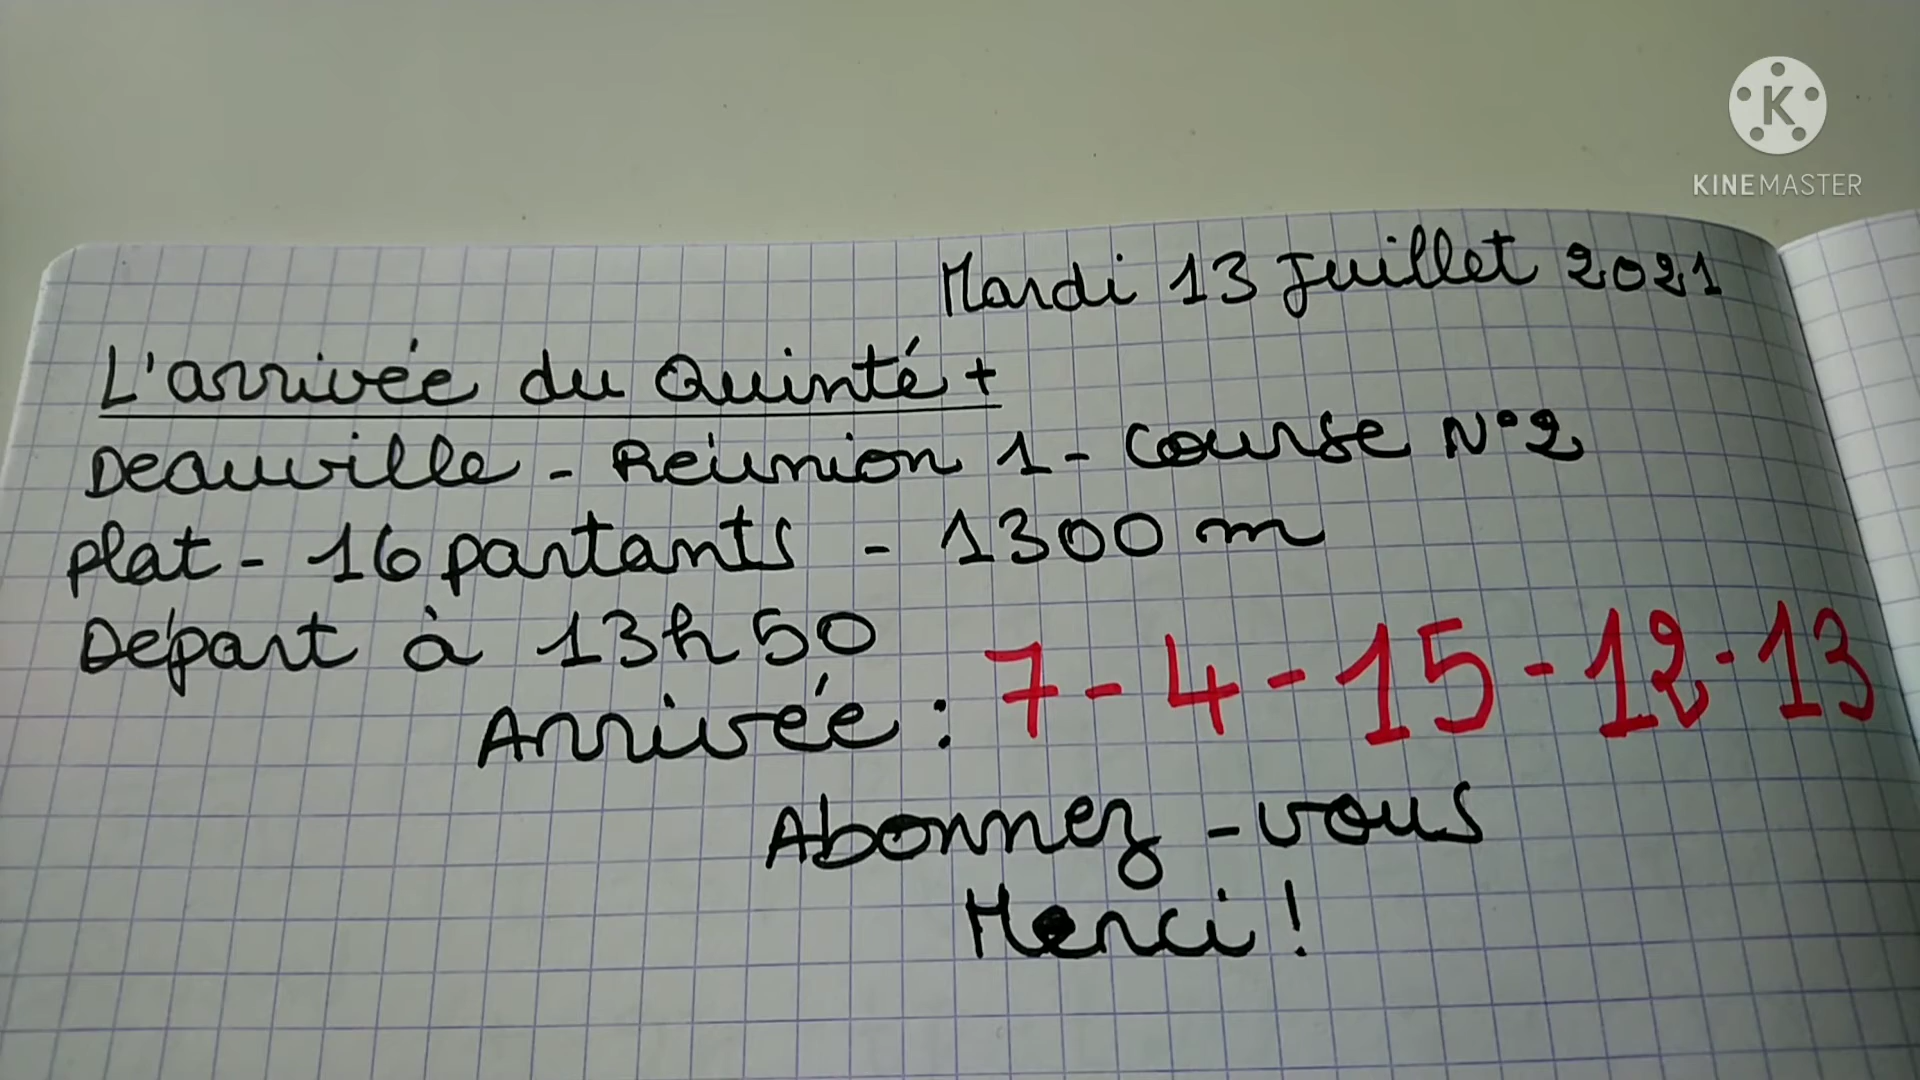 K
KINEMASTER
Mardi 13 Juillet 2021
L'arrivée du Quinté+
Deauville - Réunion 1 - Course N°2
plat - 16 partants - 1300 m
Départ à 13h50
Arrivée : 7 - 4 - 15 - 12 - 13
Abonnez-vous
Merci !